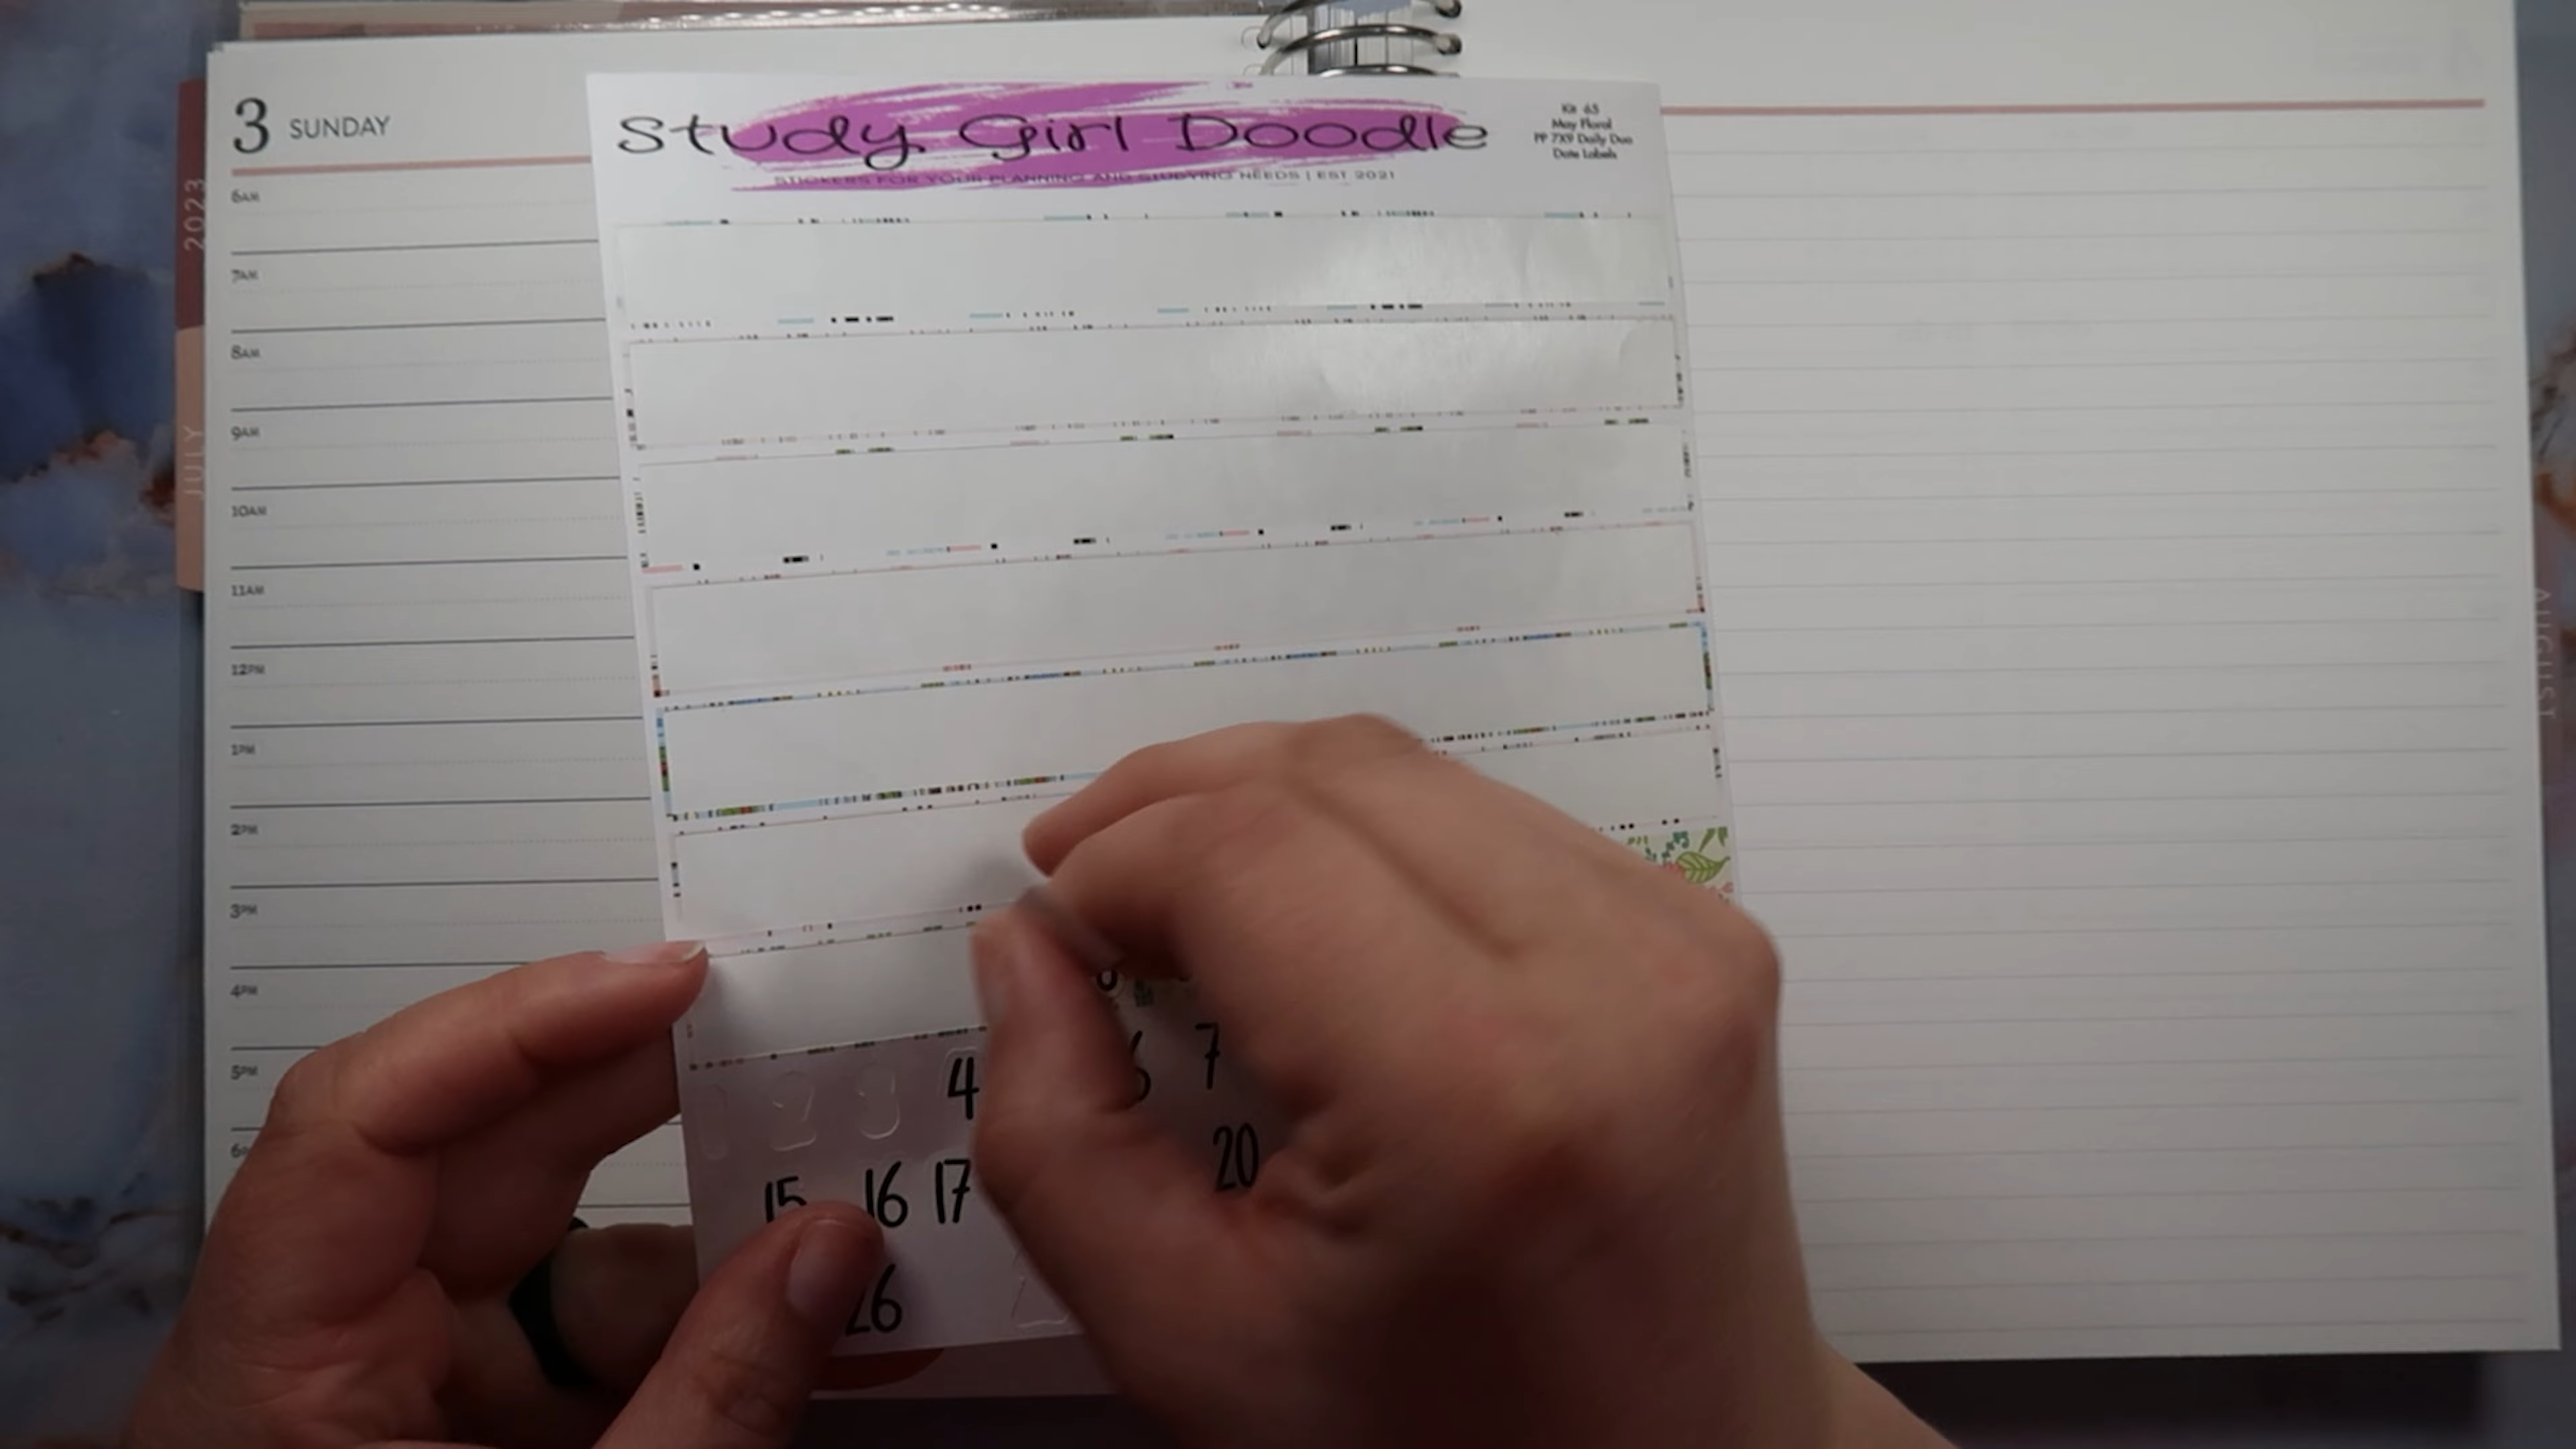 3 SUNDAY
Study Girl Doodle
STICKERS FOR YOUR PLANNING AND STUDYING NEEDS | EST 2021
Kit 65
May Floral
PP 7X9 Daily Duo
Date Labels
2023
JULY
6AM
7AM
8AM
9AM
10AM
11AM
12PM
1PM
2PM
3PM
4PM
5PM
6
4 6 7
15 16 17 20
26
AUGUST